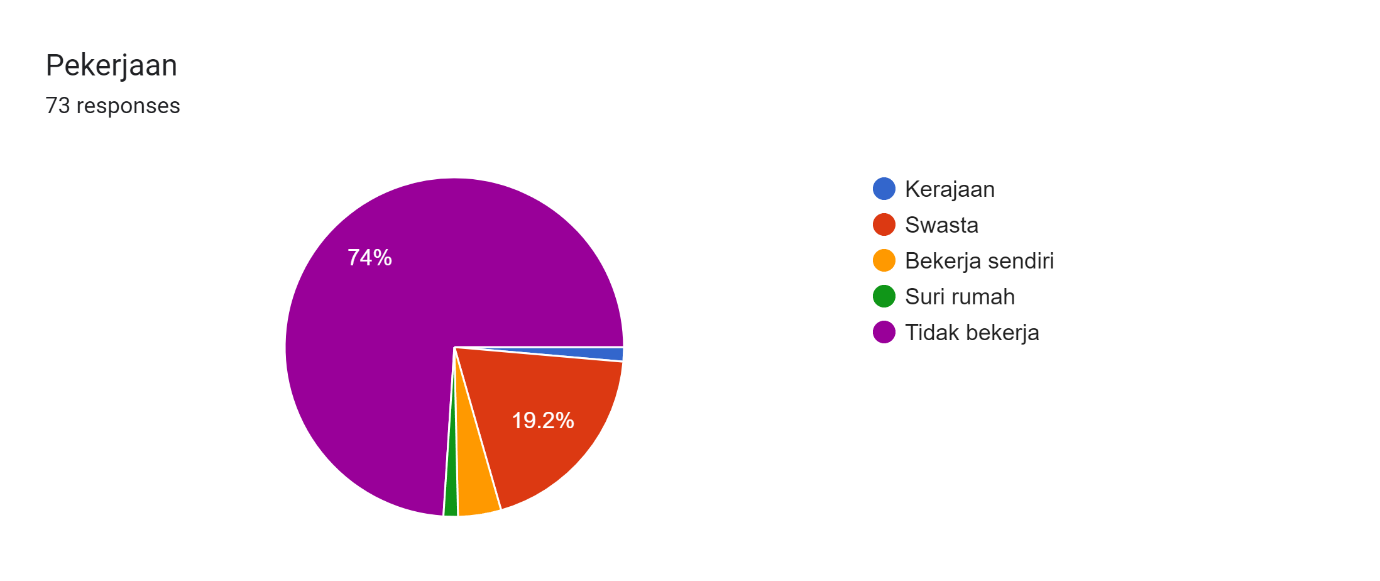 Pekerjaan
73 responses
74%
19.2%
Kerajaan
Swasta
Bekerja sendiri
Suri rumah
Tidak bekerja